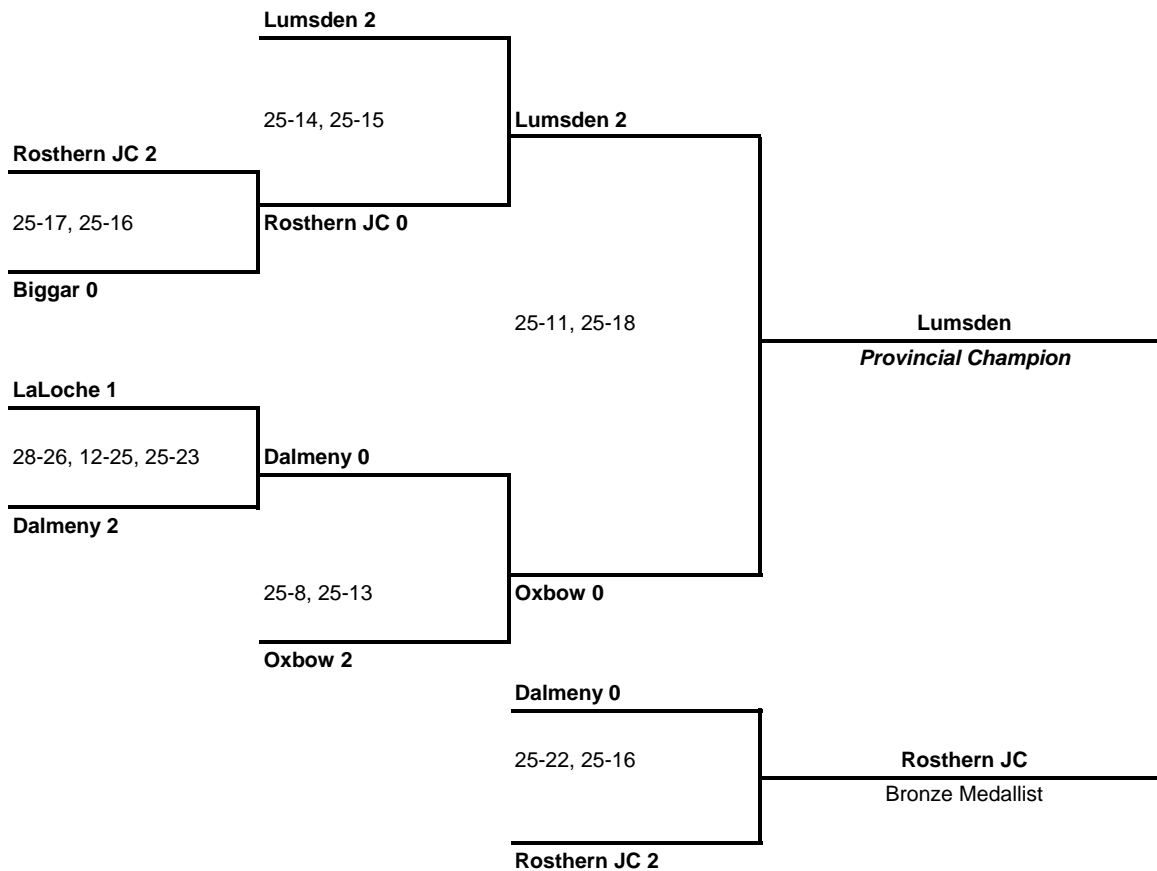 Lumsden 2
25-14, 25-15
Lumsden 2
Rosthern JC 2
25-17, 25-16
Rosthern JC 0
Biggar 0
25-11, 25-18
Lumsden
Provincial Champion
LaLoche 1
28-26, 12-25, 25-23
Dalmeny 0
Dalmeny 2
25-8, 25-13
Oxbow 0
Oxbow 2
Dalmeny 0
25-22, 25-16
Rosthern JC
Bronze Medallist
Rosthern JC 2